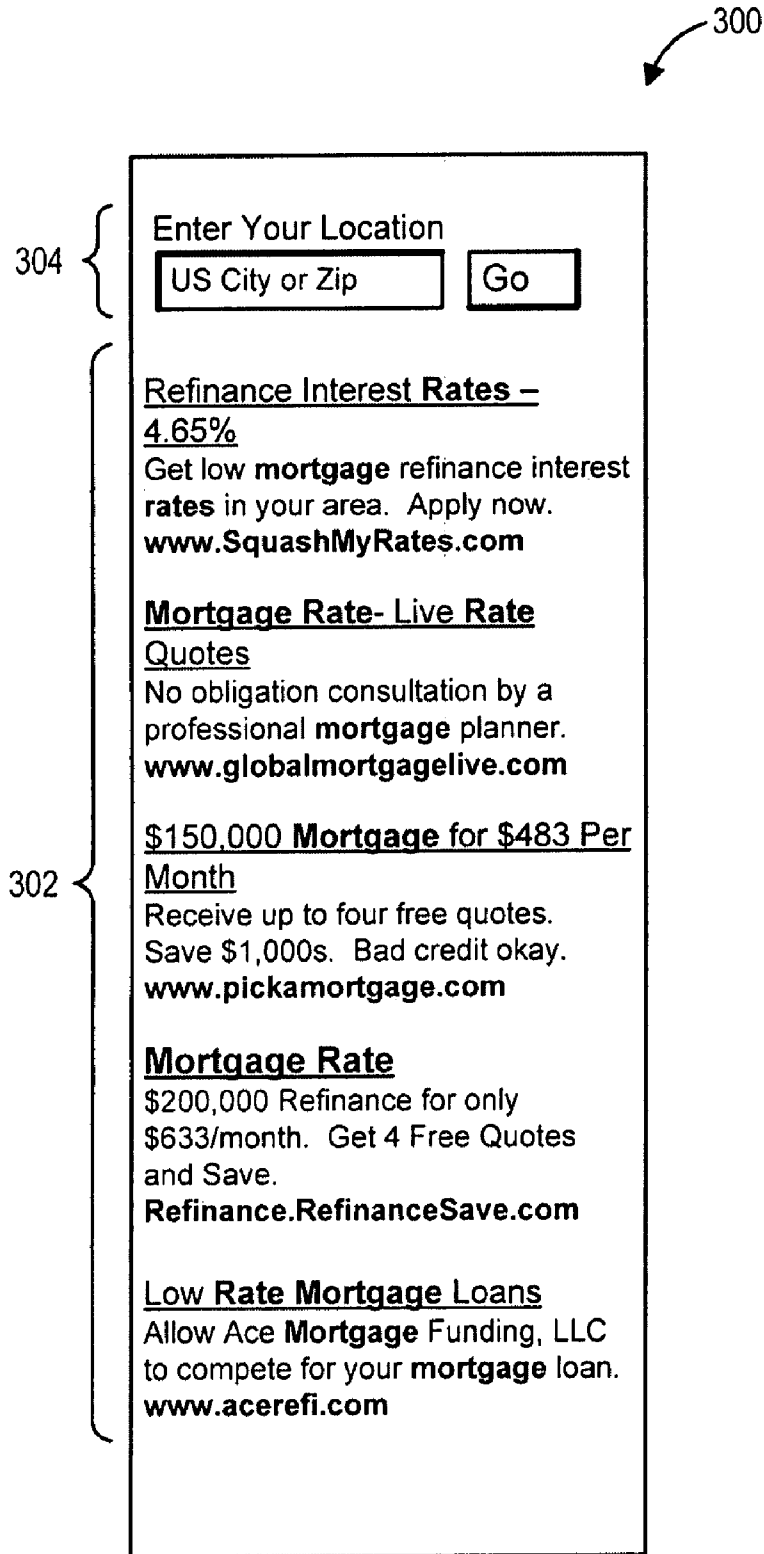 300
304
Enter Your Location
US City or Zip Go
Refinance Interest Rates –
4.65%
Get low mortgage refinance interest
rates in your area. Apply now.
www.SquashMyRates.com
Mortgage Rate- Live Rate
Quotes
No obligation consultation by a
professional mortgage planner.
www.globalmortgagelive.com
$150,000 Mortgage for $483 Per
Month
302
Receive up to four free quotes.
Save $1,000s. Bad credit okay.
www.pickamortgage.com
Mortgage Rate
$200,000 Refinance for only
$633/month. Get 4 Free Quotes
and Save.
Refinance.RefinanceSave.com
Low Rate Mortgage Loans
Allow Ace Mortgage Funding, LLC
to compete for your mortgage loan.
www.acerefi.com